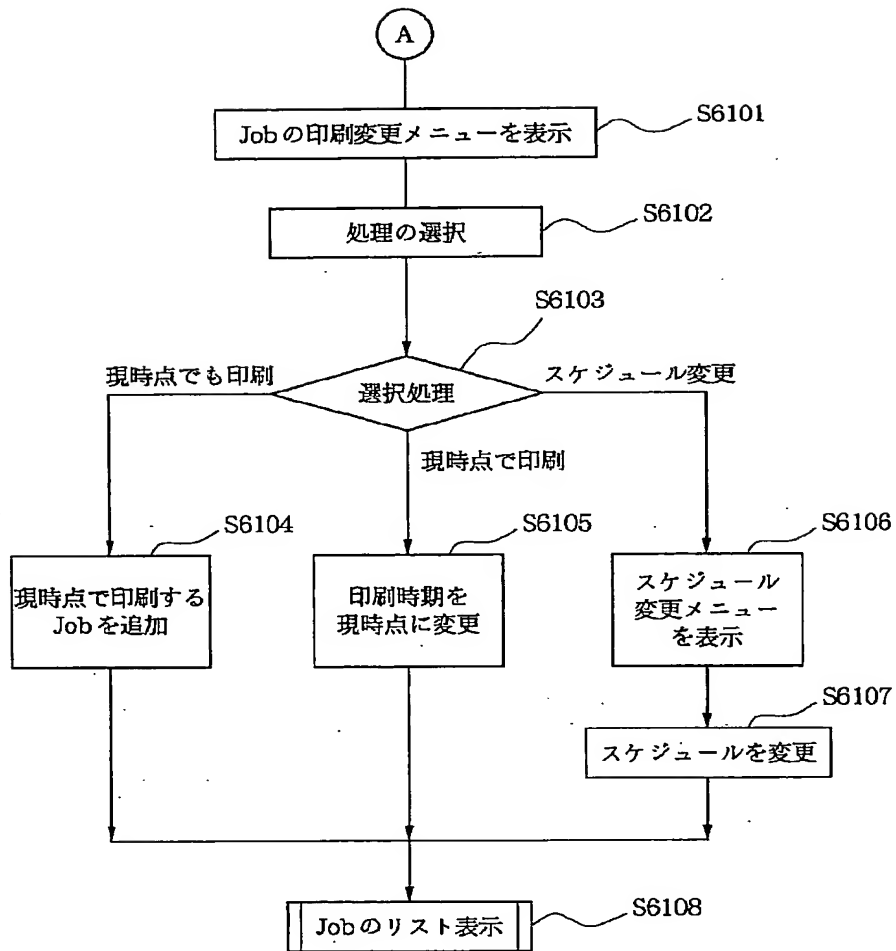 A
Jobの印刷変更メニューを表示
S6101
処理の選択
S6102
S6103
現時点でも印刷
選択処理
スケジュール変更
現時点で印刷
S6104
S6105
S6106
現時点で印刷する
Jobを追加
印刷時期を
現時点に変更
スケジュール
変更メニュー
を表示
S6107
スケジュールを変更
Jobのリスト表示
S6108